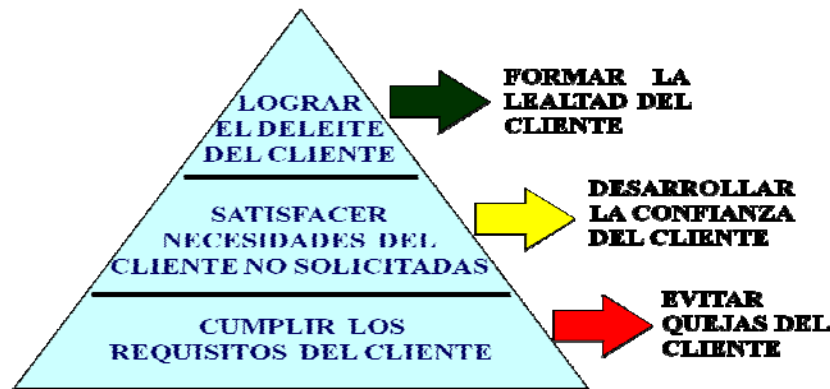 LOGRAR
EL DELEITE
DEL CLIENTE
FORMAR LA
LEALTAD DEL
CLIENTE
SATISFACER
NECESIDADES DEL
CLIENTE NO SOLICITADAS
DESARROLLAR
LA CONFIANZA
DEL CLIENTE
CUMPLIR LOS
REQUISITOS DEL CLIENTE
EVITAR
QUEJAS DEL
CLIENTE